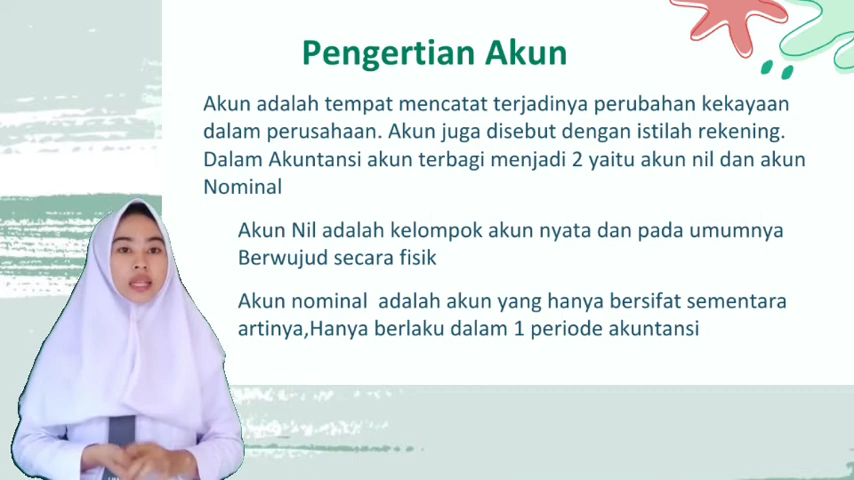 Pengertian Akun
Akun adalah tempat mencatat terjadinya perubahan kekayaan
dalam perusahaan. Akun juga disebut dengan istilah rekening.
Dalam Akuntansi akun terbagi menjadi 2 yaitu akun nil dan akun
Nominal
Akun Nil adalah kelompok akun nyata dan pada umumnya
Berwujud secara fisik
Akun nominal  adalah akun yang hanya bersifat sementara
artinya,Hanya berlaku dalam 1 periode akuntansi